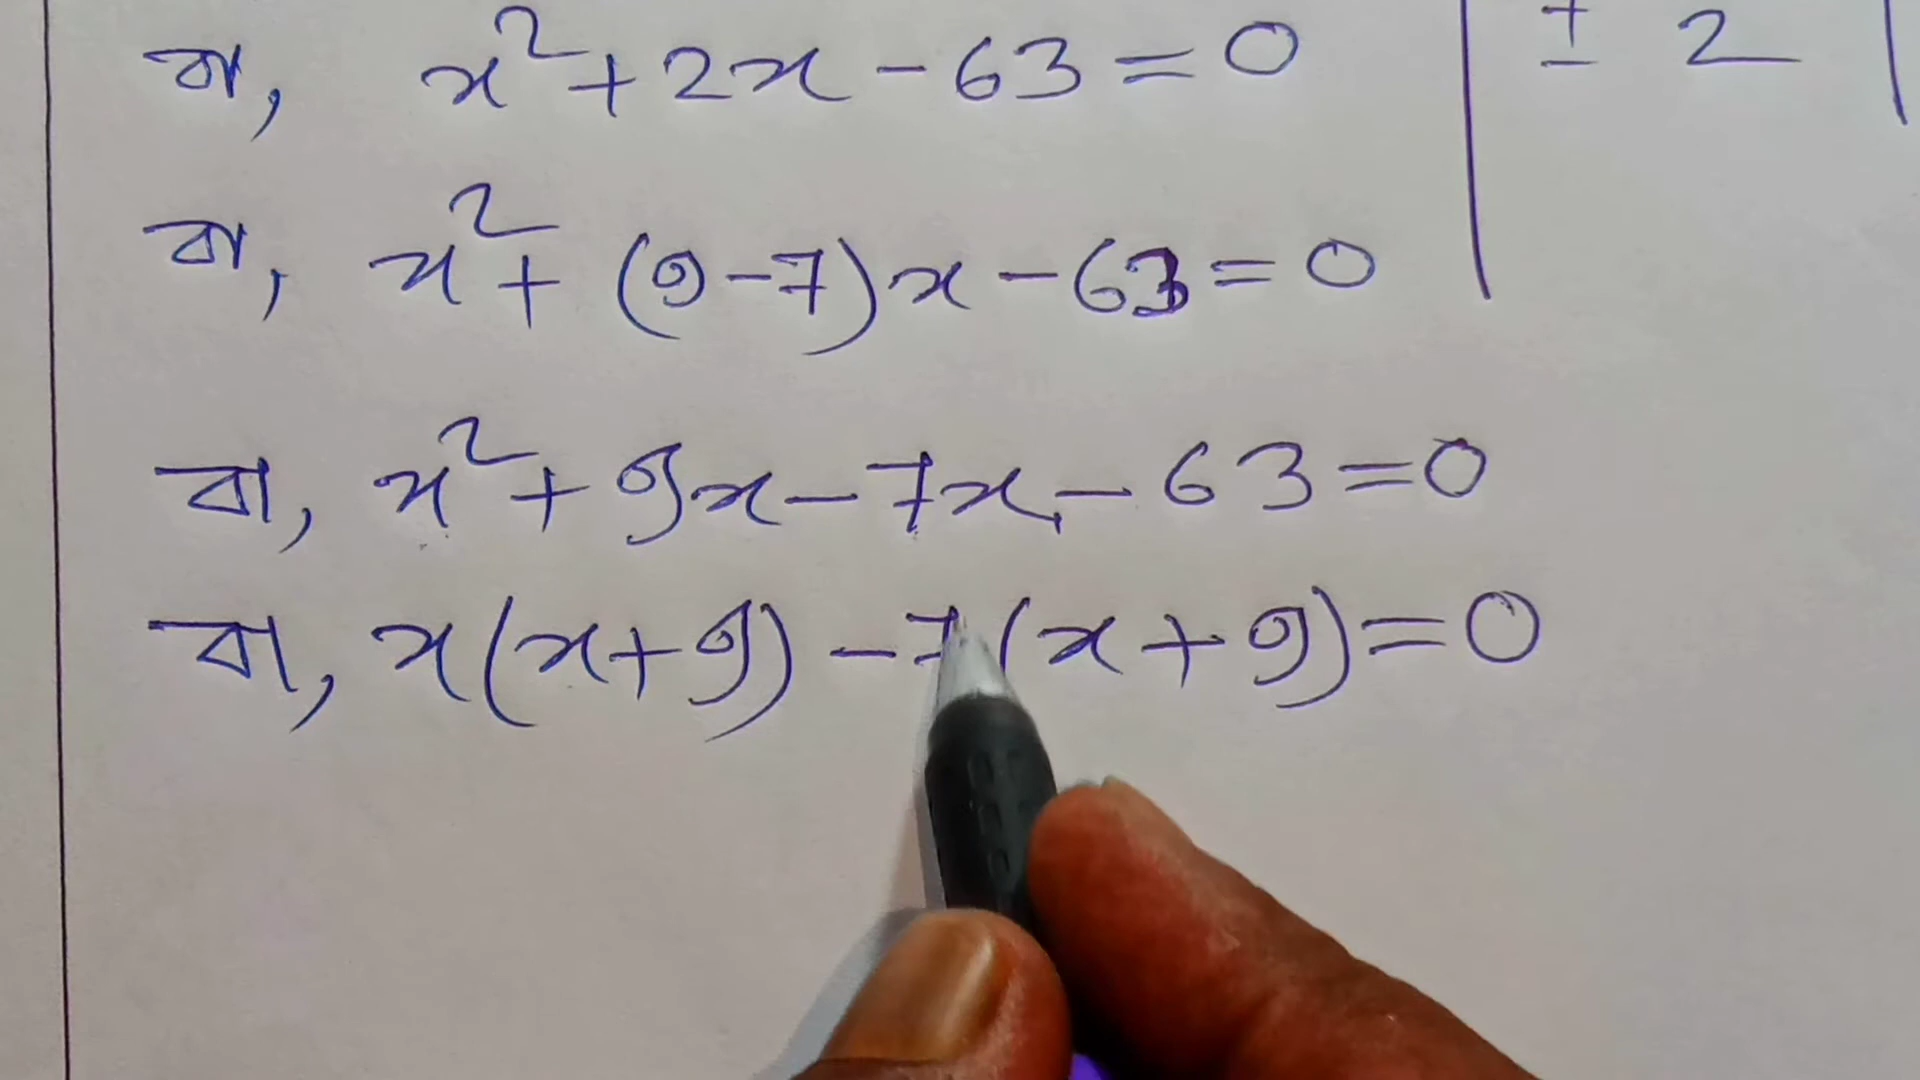 বা, x²+2x-63=0
± 2
বা, x²+(9-7)x-63=0
বা, x²+9x-7x-63=0
বা, x(x+9)-7(x+9)=0